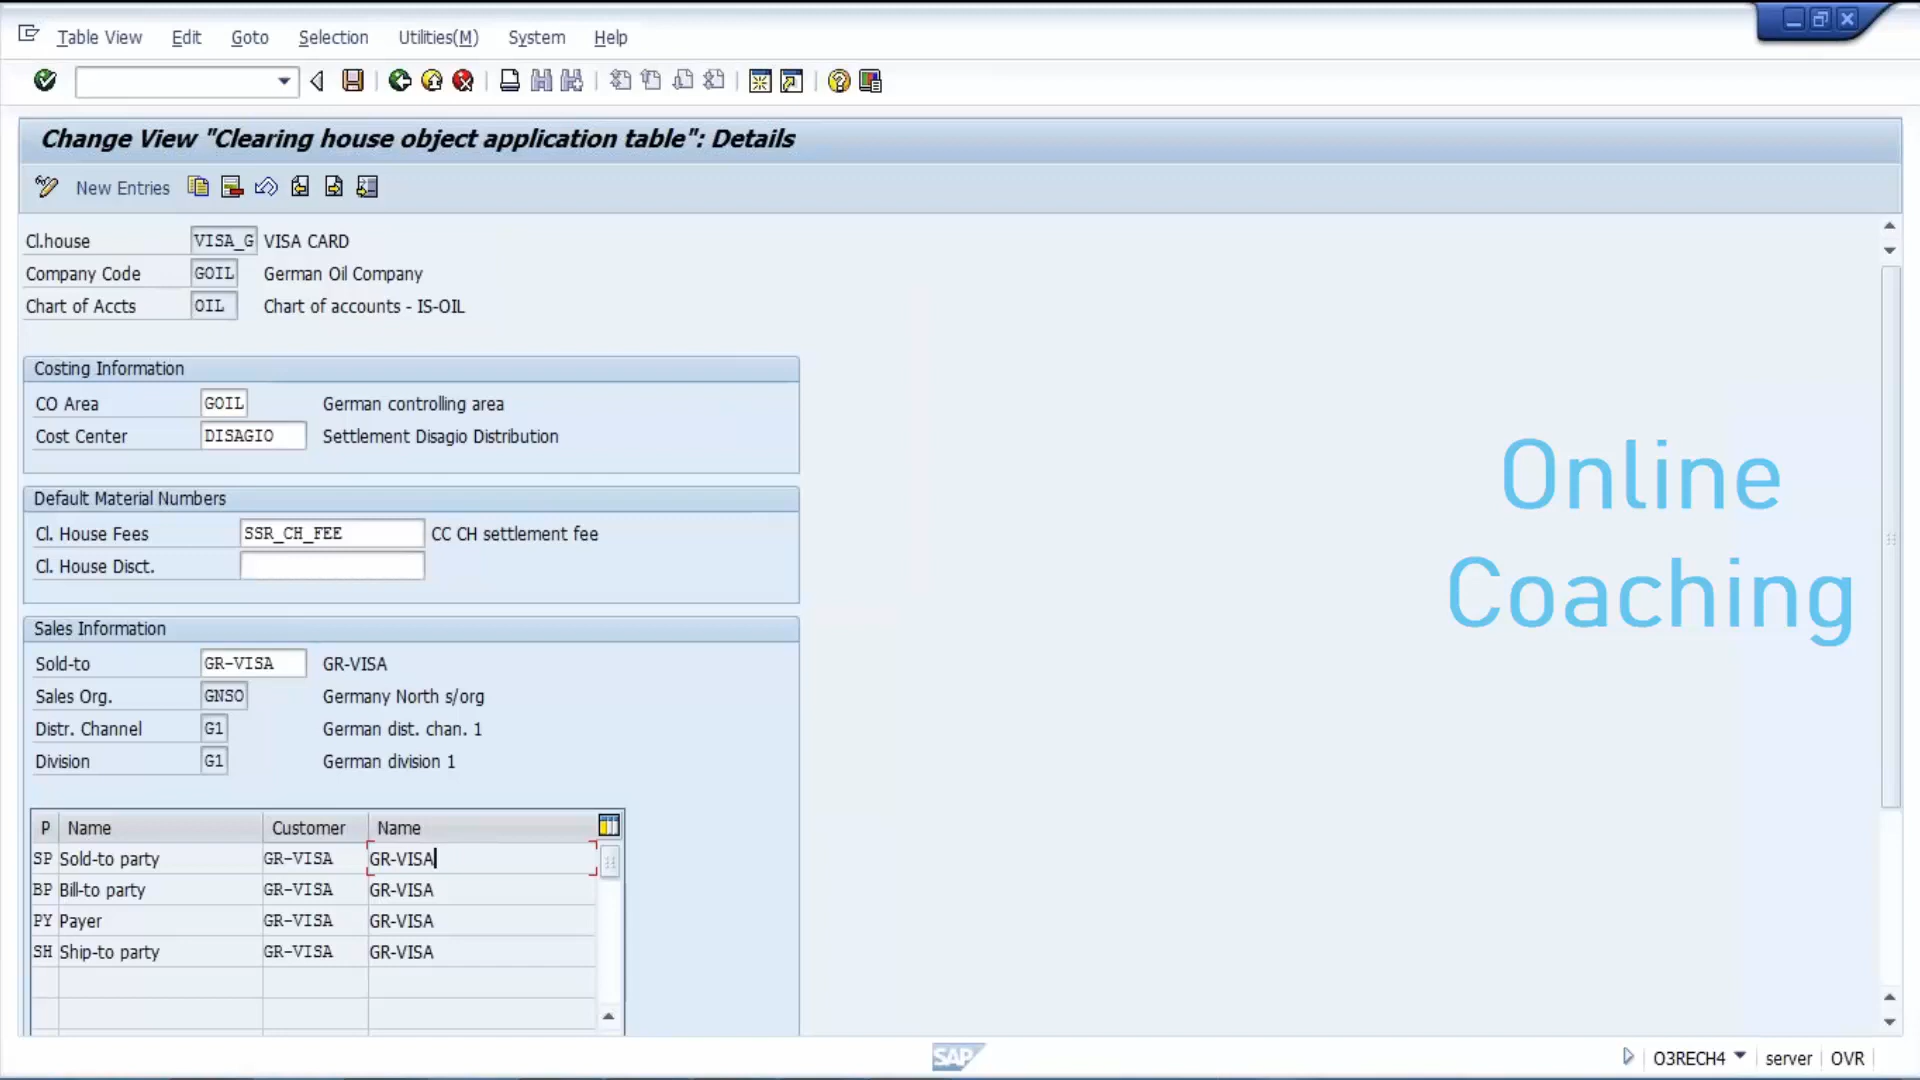 Table View Edit Goto Selection Utilities(M) System Help
Change View "Clearing house object application table": Details
New Entries
Cl.house VISA_G VISA CARD
Company Code GOIL German Oil Company
Chart of Accts OIL Chart of accounts - IS-OIL
Costing Information
CO Area GOIL German controlling area
Cost Center DISAGIO Settlement Disagio Distribution
Default Material Numbers
Cl. House Fees SSR_CH_FEE CC CH settlement fee
Cl. House Disct.
Sales Information
Sold-to GR-VISA GR-VISA
Sales Org. GNSO Germany North s/org
Distr. Channel G1 German dist. chan. 1
Division G1 German division 1
P Name Customer Name
SP Sold-to party GR-VISA GR-VISA
BP Bill-to party GR-VISA GR-VISA
PY Payer GR-VISA GR-VISA
SH Ship-to party GR-VISA GR-VISA
Online
Coaching
SAP O3RECH4 server OVR